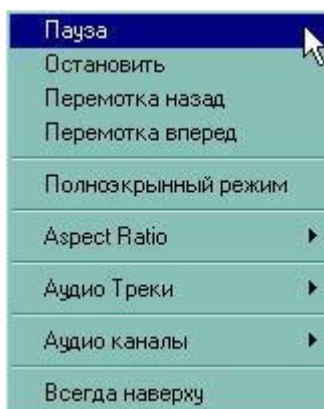 Пауза
Остановить
Перемотка назад
Перемотка вперед
Полноэкрынный режим
Aspect Ratio
Аудио Треки
Аудио каналы
Всегда наверху